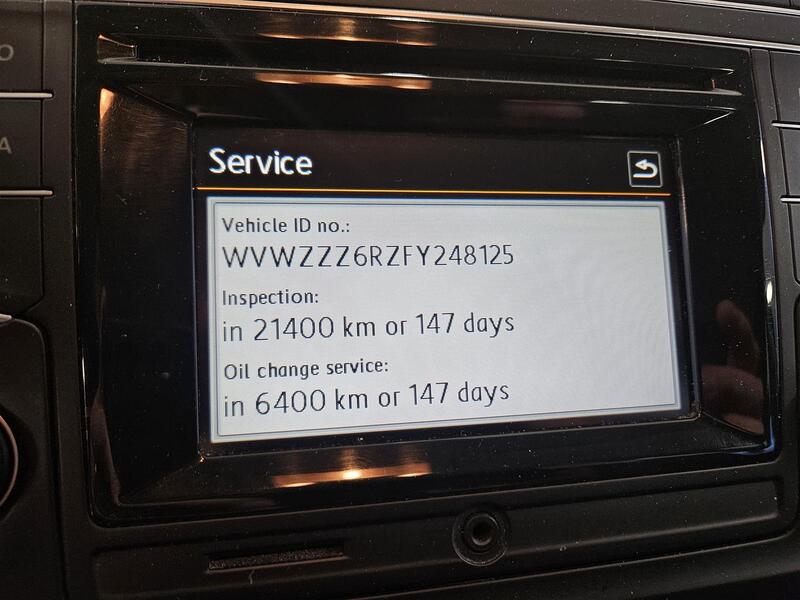 O
A
Service
Vehicle ID no.:
WVWZZZ6RZFY248125
Inspection:
in 21400 km or 147 days
Oil change service:
in 6400 km or 147 days